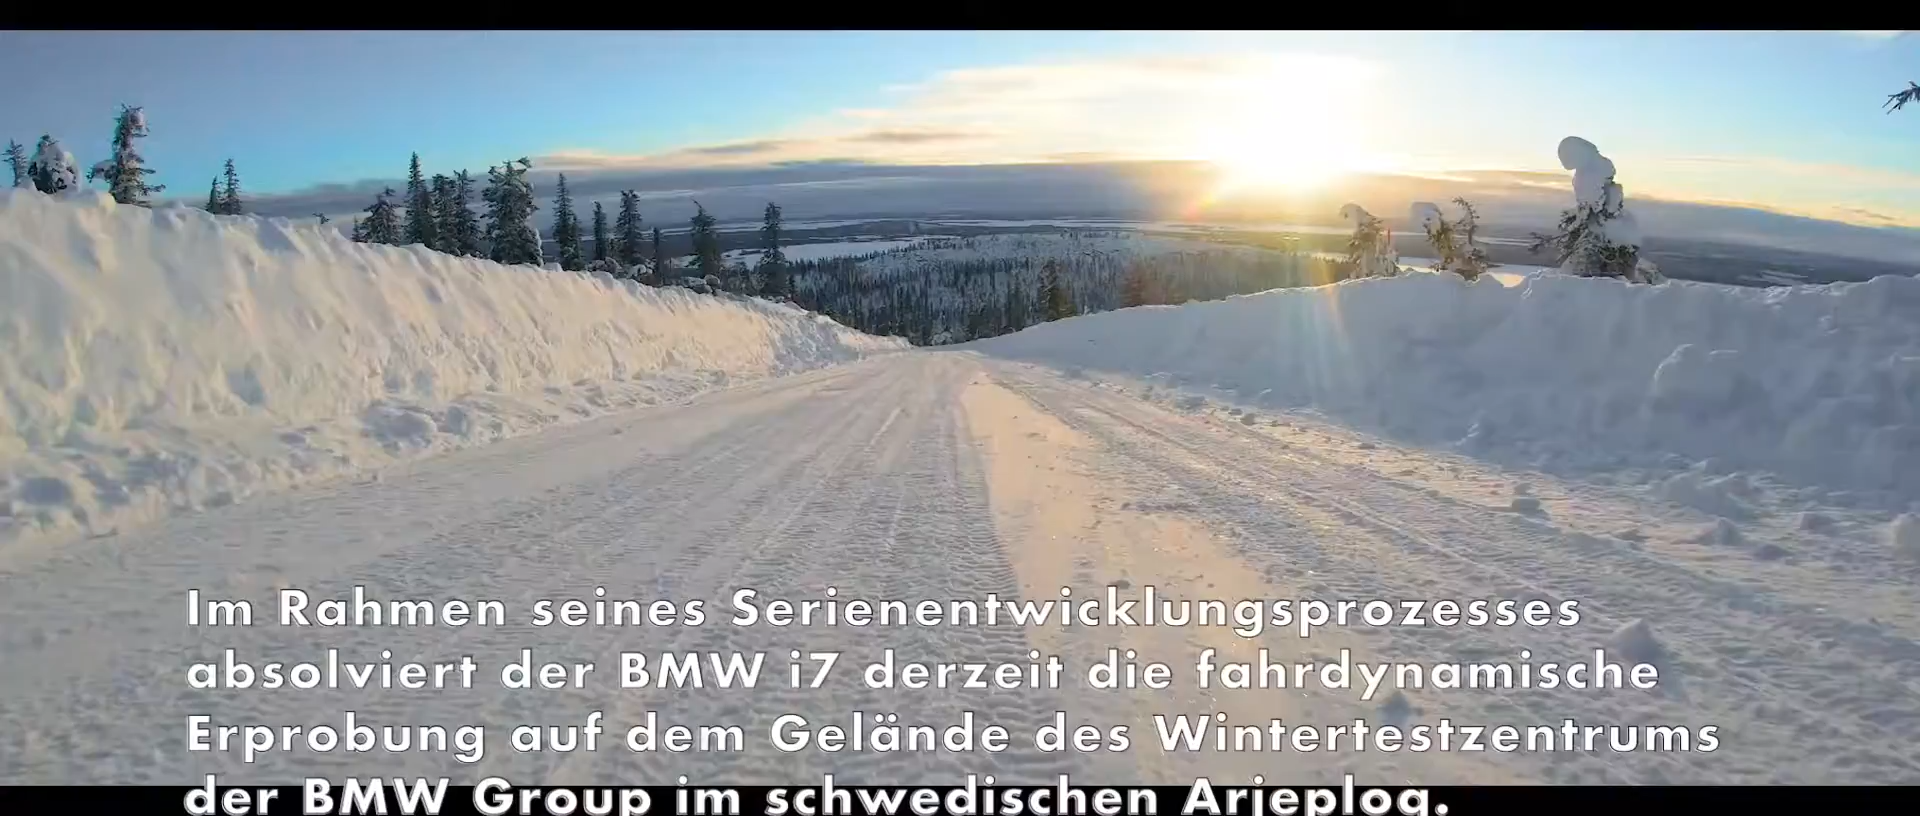 Im Rahmen seines Serienentwicklungsprozesses
absolviert der BMW i7 derzeit die fahrdynamische
Erprobung auf dem Gelände des Wintertestzentrums
der BMW Group im schwedischen Arjeplog.